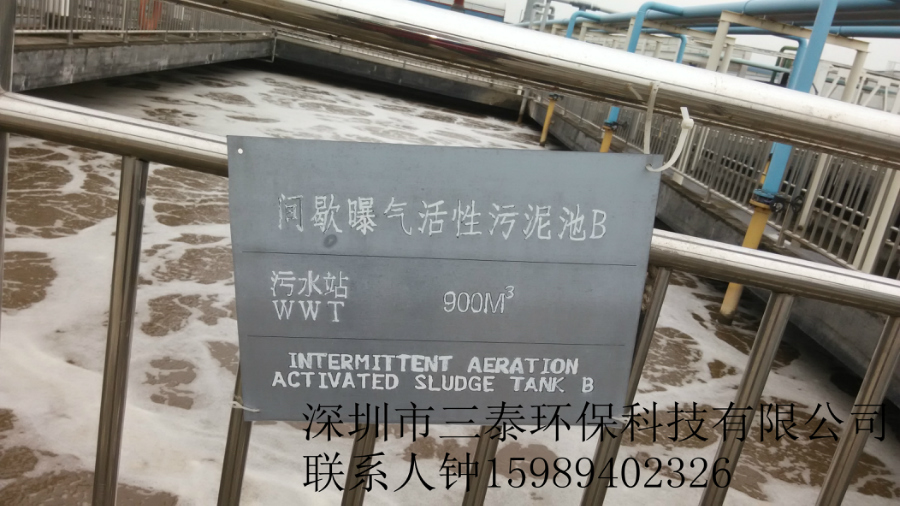 间歇曝气活性污泥池B
污水站
WWT
900M³
INTERMITTENT AERATION
ACTIVATED SLUDGE TANK B
深圳市三泰环保科技有限公司
联系人钟15989402326